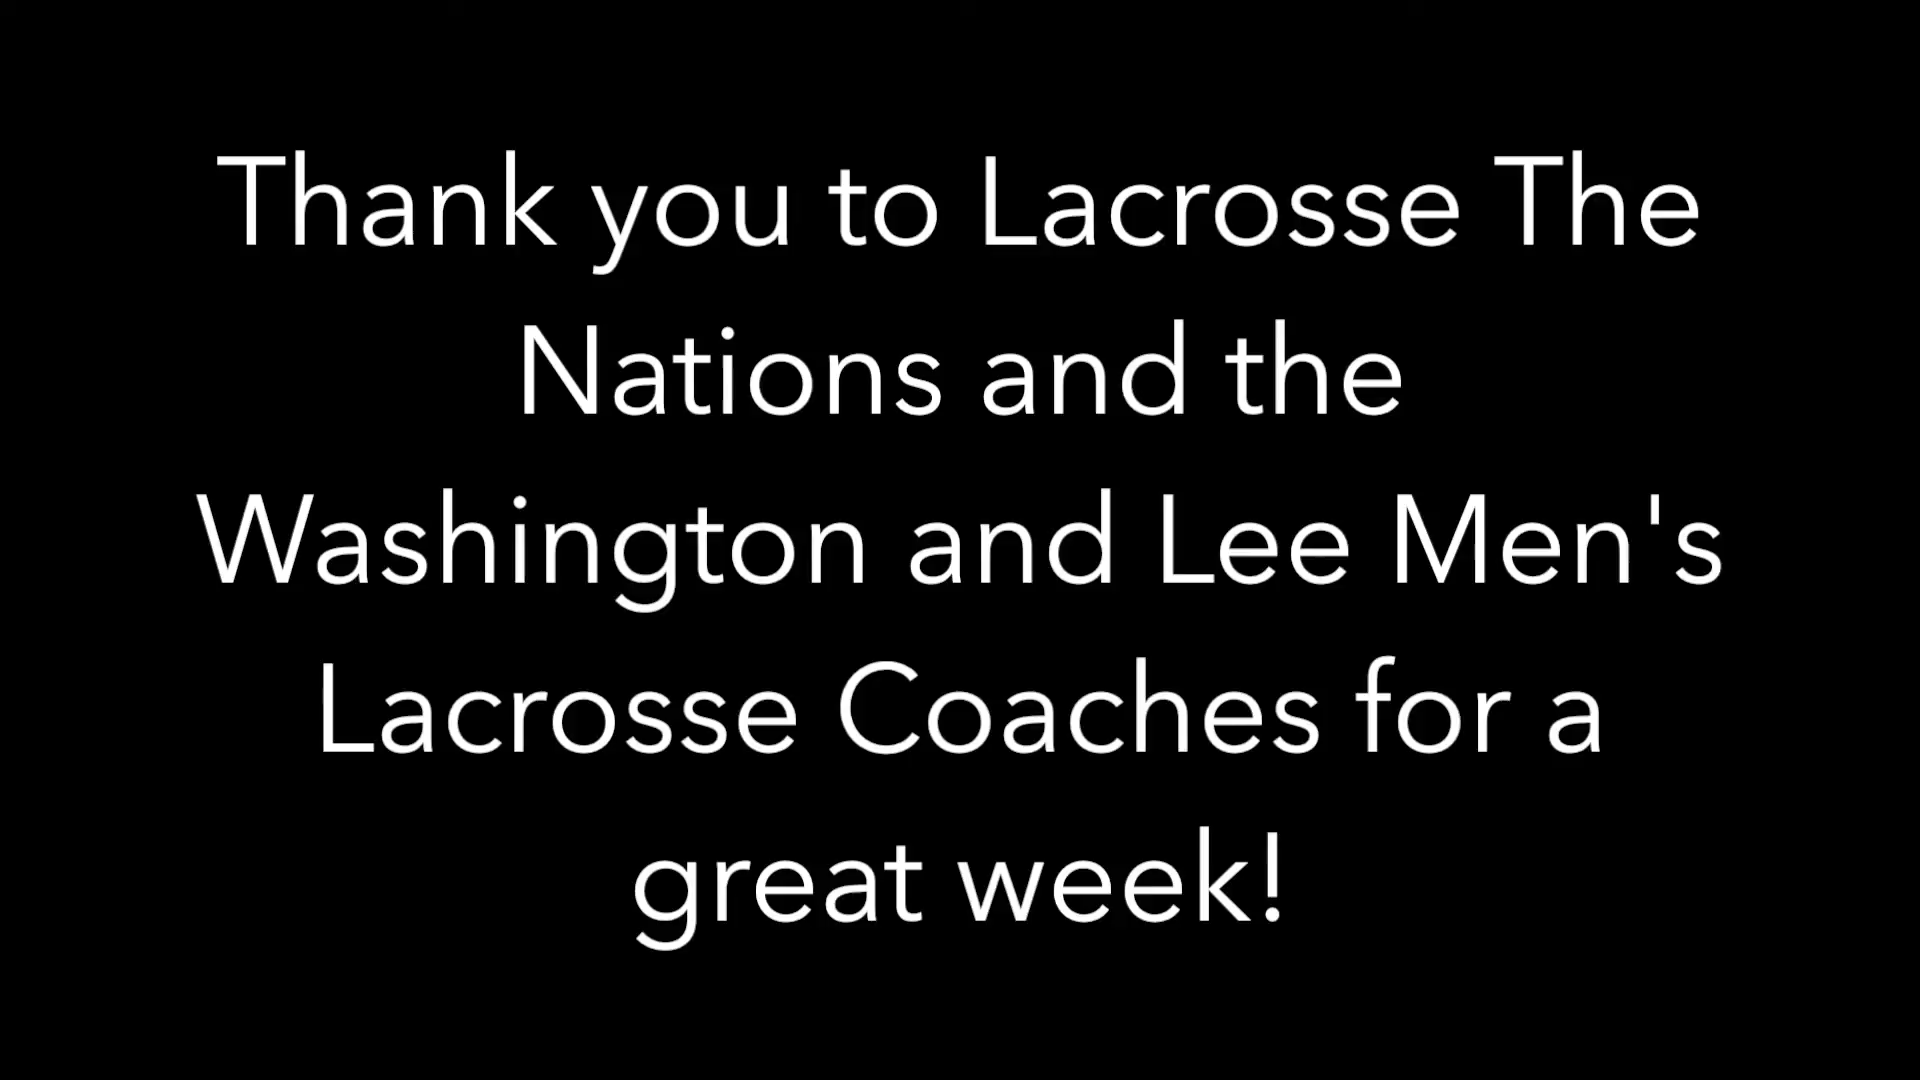 Thank you to Lacrosse The
Nations and the
Washington and Lee Men's
Lacrosse Coaches for a
great week!